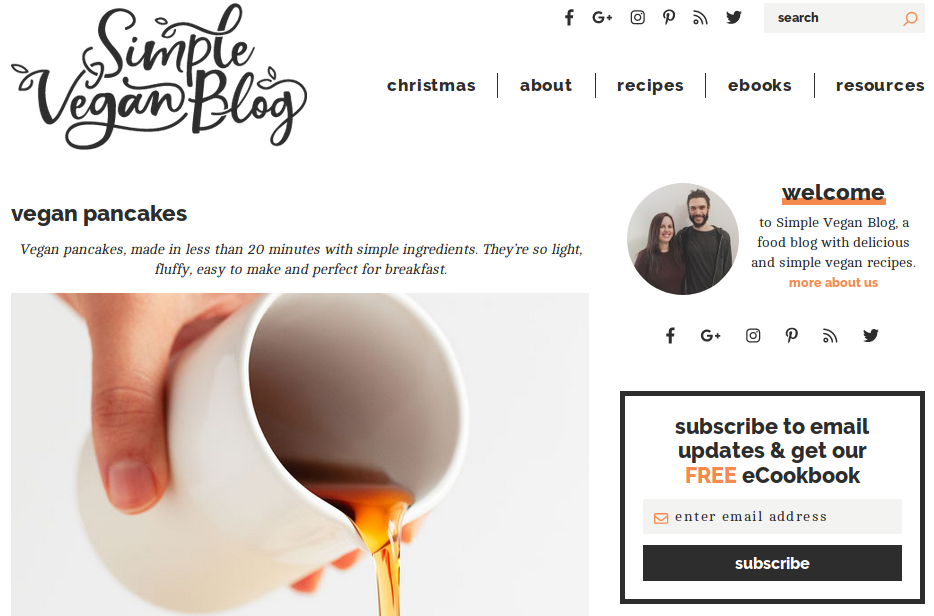 Simple
Vegan Blog
search
christmas
about
recipes
ebooks
resources
vegan pancakes
Vegan pancakes, made in less than 20 minutes with simple ingredients. They're so light,
fluffy, easy to make and perfect for breakfast.
welcome
to Simple Vegan Blog, a
food blog with delicious
and simple vegan recipes.
more about us
subscribe to email
updates & get our
FREE eCookbook
enter email address
subscribe